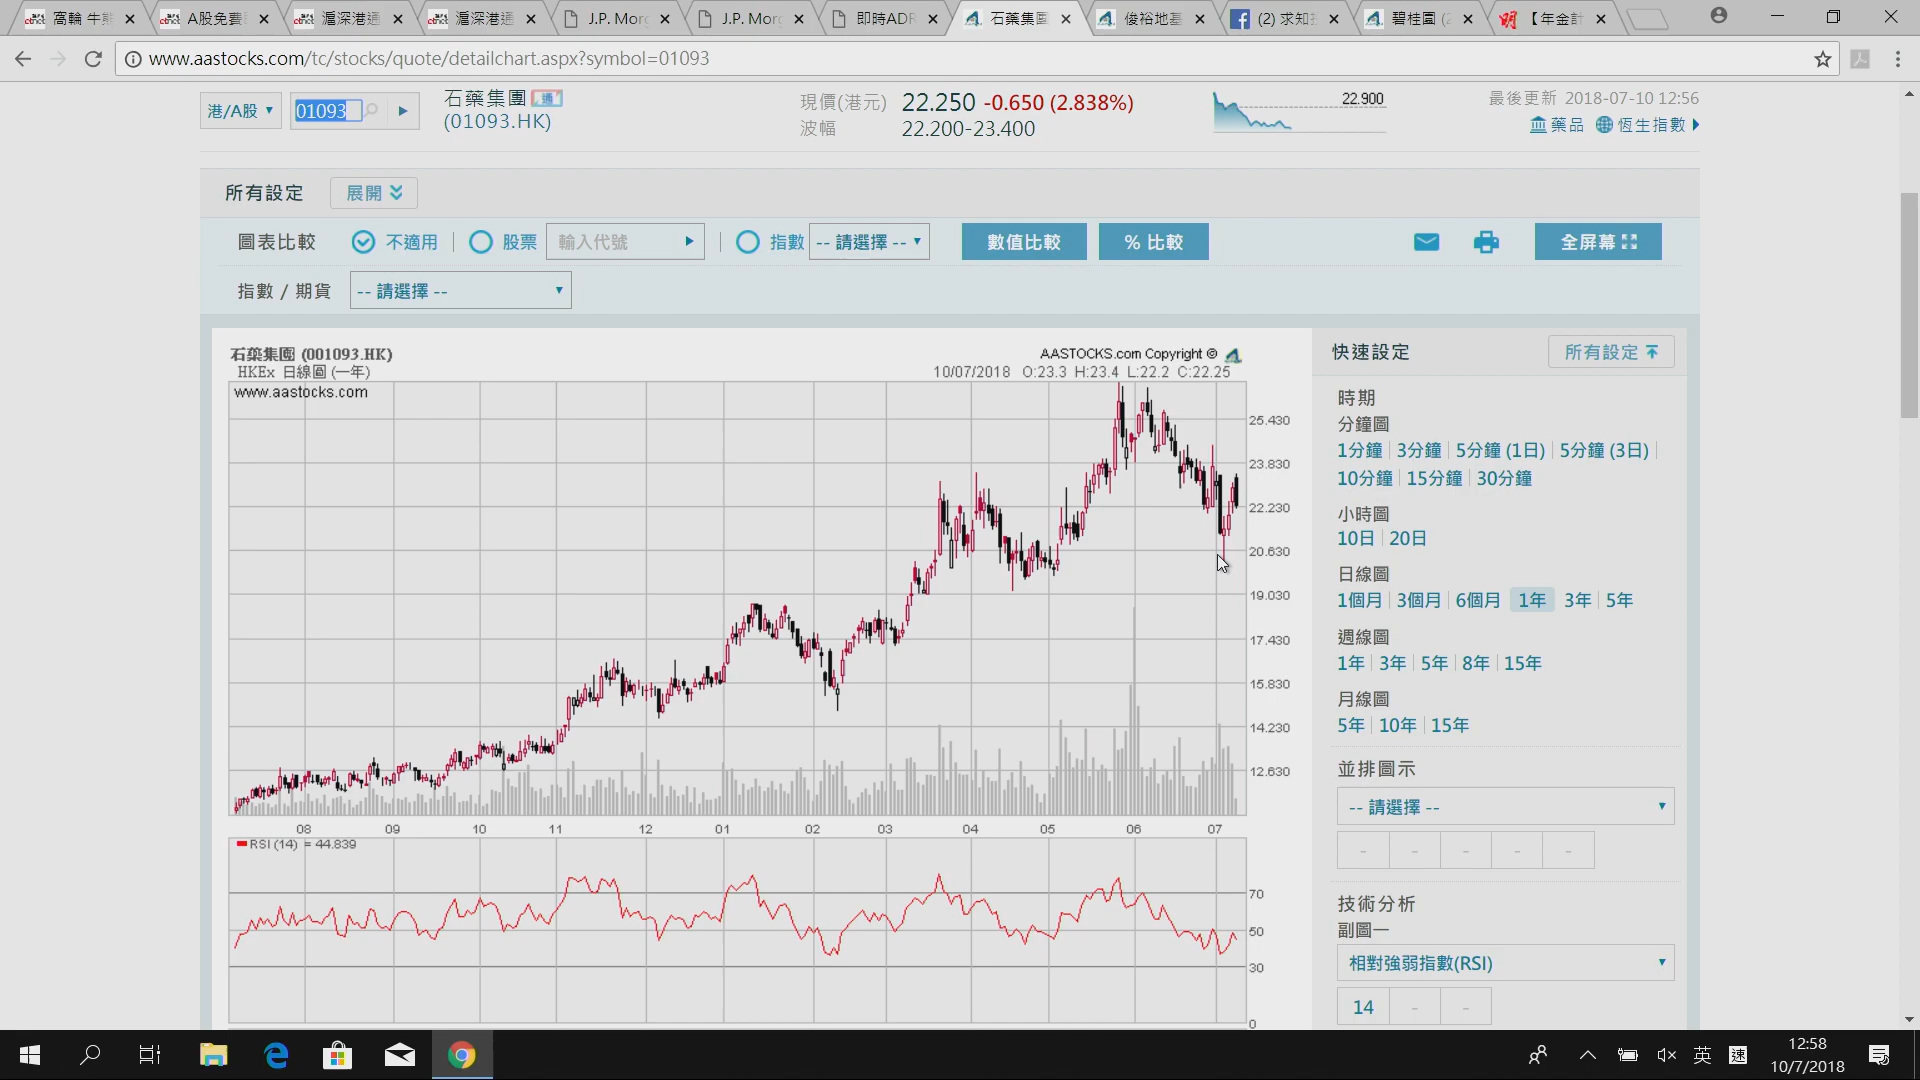 窩輪 牛熊
A股免費
滬深港通
滬深港通
J.P. Morg
J.P. Morg
即時ADR
石藥集團
俊裕地基
(2) 求知
碧桂園 (2
【年金計
www.aastocks.com/tc/stocks/quote/detailchart.aspx?symbol=01093
港/A股
01093
石藥集團 通
(01093.HK)
現價(港元) 22.250 -0.650 (2.838%)
波幅 22.200-23.400
22.900
最後更新 2018-07-10 12:56
藥品 恆生指數
所有設定 展開
圖表比較 不適用 股票 輸入代號 指數 -- 請選擇 -- 數值比較 % 比較 全屏幕
指數 / 期貨 -- 請選擇 --
石藥集團 (001093.HK)
HKEx 日線圖 (一年)
AASTOCKS.com Copyright ©
10/07/2018 O:23.3 H:23.4 L:22.2 C:22.25
www.aastocks.com
25.430
23.830
22.230
20.630
19.030
17.430
15.830
14.230
12.630
08 09 10 11 12 01 02 03 04 05 06 07
RSI (14) = 44.839
70
50
30
0
快速設定 所有設定
時期
分鐘圖
1分鐘 3分鐘 5分鐘 (1日) 5分鐘 (3日)
10分鐘 15分鐘 30分鐘
小時圖
10日 20日
日線圖
1個月 3個月 6個月 1年 3年 5年
週線圖
1年 3年 5年 8年 15年
月線圖
5年 10年 15年
並排圖示
-- 請選擇 --
- - - - -
技術分析
副圖一
相對強弱指數(RSI)
14 - -
英 速
12:58
10/7/2018